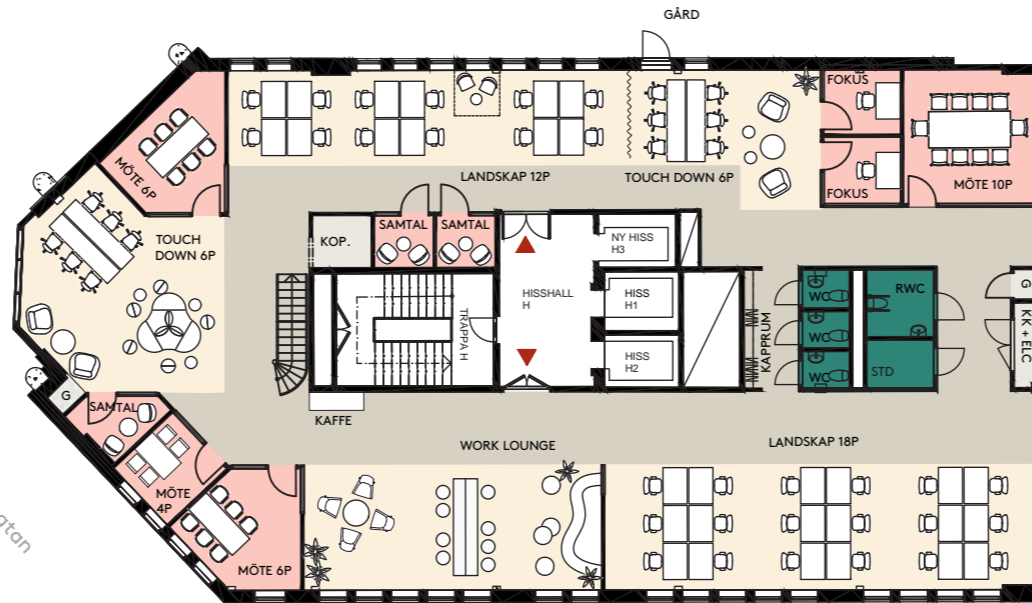 GÅRD
FOKUS
MÖTE 6P
LANDSKAP 12P
TOUCH DOWN 6P
FOKUS
MÖTE 10P
TOUCH
DOWN 6P
KOP.
SAMTAL
SAMTAL
NY HISS
H3
HISSHALL
H
HISS
H1
HISS
H2
TRAPPA H
KAPPRUM
WC
WC
WC
RWC
STD
G
KK + ELC
G
SAMTAL
KAFFE
WORK LOUNGE
LANDSKAP 18P
MÖTE
4P
MÖTE 6P
atan